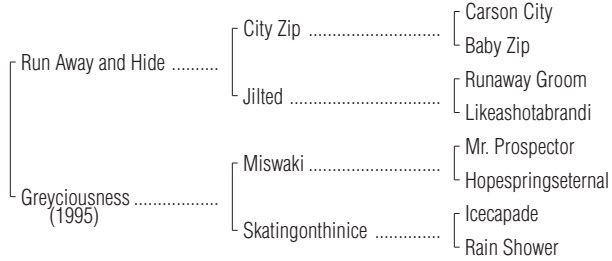 Carson City
City Zip ............................
Baby Zip
Run Away and Hide ..........
Runaway Groom
Jilted ................................
Likeashotabrandi
Mr. Prospector
Miswaki ............................
Hopespringseternal
Greyciousness ..................
(1995)
Icecapade
Skatingonthinice ...............
Rain Shower